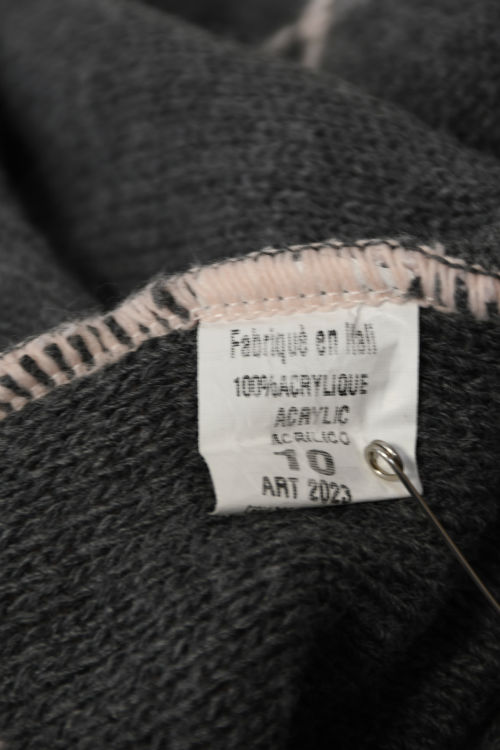 Fabriqué en Itali
100%ACRYLIQUE
ACRYLIC
ACRILICO
10
ART 2023